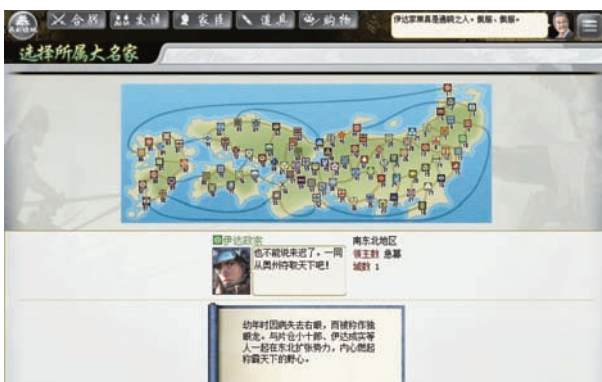 合战
交涉
家臣
道具
购物
伊达家果真是通晓之人。佩服、佩服。
选择所属大名家
伊达政宗
也不能说来迟了。一同
从奥州夺取天下吧！
南东北地区
领主数 急募
城数 1
幼年时因病失去右眼，而被称作独
眼龙。与片仓小十郎、伊达成实等
人一起在东北扩张势力，内心燃起
称霸天下的野心。